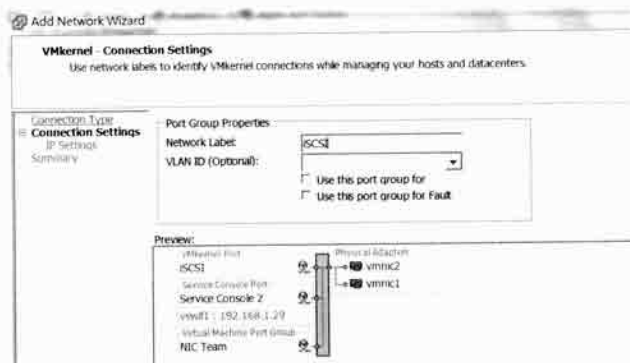 Add Network Wizard
VMkernel - Connection Settings
Use network labels to identify VMkernel connections while managing your hosts and datacenters.
Connection Type
Connection Settings
IP Settings
Summary
Port Group Properties
Network Label:
iSCSI
VLAN ID (Optional):
Use this port group for
Use this port group for Fault
Preview:
VMkernel Port
iSCSI
Physical Adapters
vmnic2
Service Console Port
vmnic1
Service Console 2
vswif1 : 192.168.1.29
Virtual Machine Port Group
NIC Team